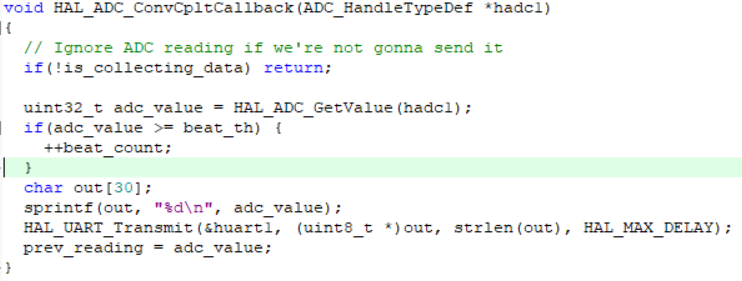 void HAL_ADC_ConvCpltCallback(ADC_HandleTypeDef *hadc1)
{
  // Ignore ADC reading if we're not gonna send it
  if(!is_collecting_data) return;

  uint32_t adc_value = HAL_ADC_GetValue(hadc1);
  if(adc_value >= beat_th) {
    ++beat_count;
  }
  char out[30];
  sprintf(out, "%d\n", adc_value);
  HAL_UART_Transmit(&huart1, (uint8_t *)out, strlen(out), HAL_MAX_DELAY);
  prev_reading = adc_value;
}